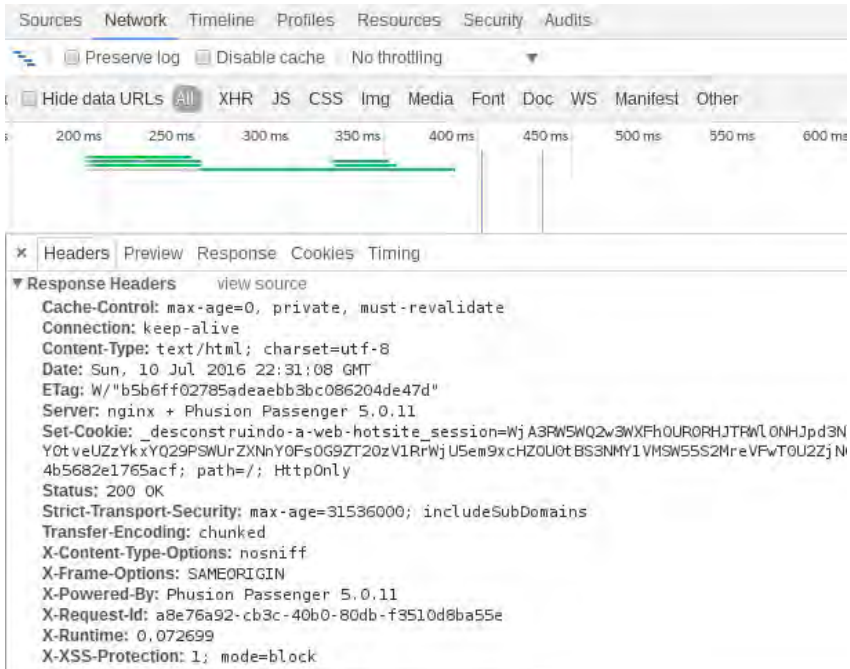 Sources Network Timeline Profiles Resources Security Audits
Preserve log Disable cache No throttling
Hide data URLs All XHR JS CSS Img Media Font Doc WS Manifest Other
200 ms 250 ms 300 ms 350 ms 400 ms 450 ms 500 ms 550 ms 600 ms
× Headers Preview Response Cookies Timing
Response Headers view source
Cache-Control: max-age=0, private, must-revalidate
Connection: keep-alive
Content-Type: text/html; charset=utf-8
Date: Sun, 10 Jul 2016 22:31:08 GMT
ETag: W/"b5b6ff02785adeaebb3bc086204de47d"
Server: nginx + Phusion Passenger 5.0.11
Set-Cookie:
4b5682e1765acf; path=/; HttpOnly
Status: 200 OK
Strict-Transport-Security: max-age=31536000; includeSubDomains
Transfer-Encoding: chunked
X-Content-Type-Options: nosniff
X-Frame-Options: SAMEORIGIN
X-Powered-By: Phusion Passenger 5.0.11
X-Request-Id: a8e76a92-cb3c-40b0-80db-f3510d8ba55e
X-Runtime: 0.072699
X-XSS-Protection: 1; mode=block